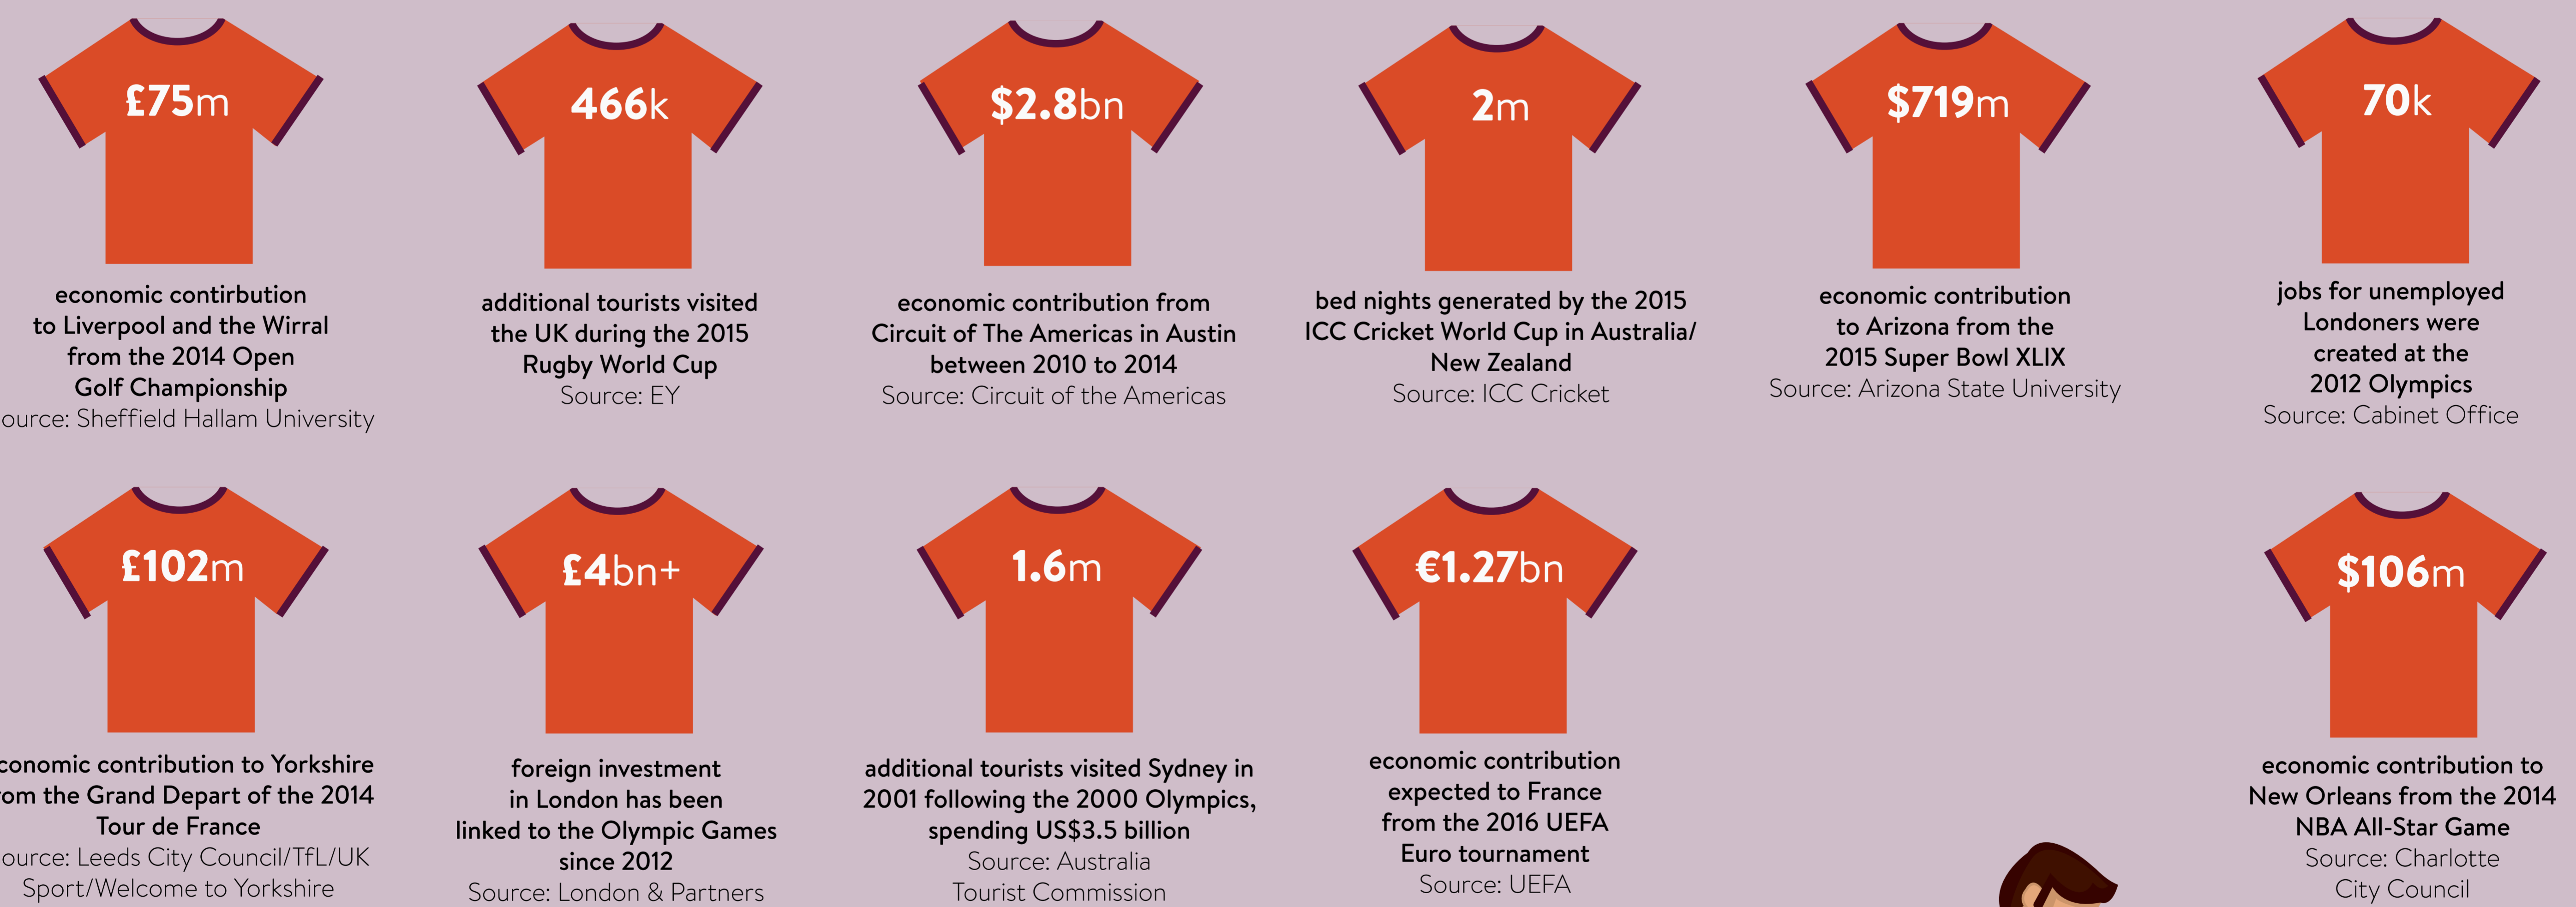 £75m
economic contirbution
to Liverpool and the Wirral
from the 2014 Open
Golf Championship
ource: Sheffield Hallam University
466k
additional tourists visited
the UK during the 2015
Rugby World Cup
Source: EY
$2.8bn
economic contribution from
Circuit of The Americas in Austin
between 2010 to 2014
Source: Circuit of the Americas
2m
bed nights generated by the 2015
ICC Cricket World Cup in Australia/
New Zealand
Source: ICC Cricket
$719m
economic contribution
to Arizona from the
2015 Super Bowl XLIX
Source: Arizona State University
70k
jobs for unemployed
Londoners were
created at the
2012 Olympics
Source: Cabinet Office
£102m
conomic contribution to Yorkshire
om the Grand Depart of the 2014
Tour de France
ource: Leeds City Council/TfL/UK
Sport/Welcome to Yorkshire
£4bn+
foreign investment
in London has been
linked to the Olympic Games
since 2012
Source: London & Partners
1.6m
additional tourists visited Sydney in
2001 following the 2000 Olympics,
spending US$3.5 billion
Source: Australia
Tourist Commission
€1.27bn
economic contribution
expected to France
from the 2016 UEFA
Euro tournament
Source: UEFA
$106m
economic contribution to
New Orleans from the 2014
NBA All-Star Game
Source: Charlotte
City Council